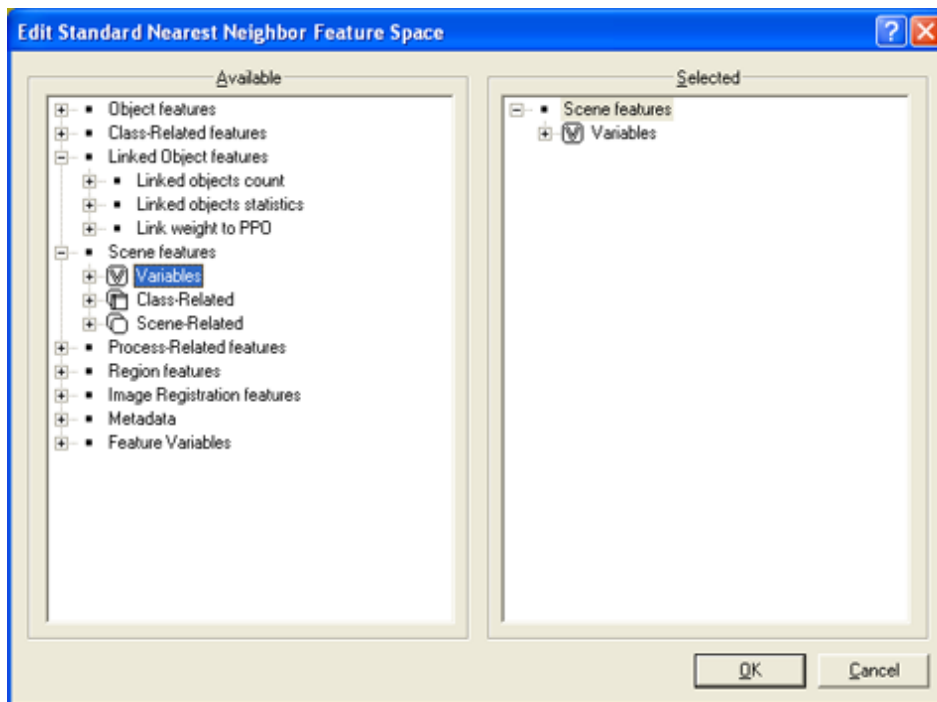 Edit Standard Nearest Neighbor Feature Space
Available
Object features
Class-Related features
Linked Object features
Linked objects count
Linked objects statistics
Link weight to PPO
Scene features
Variables
Class-Related
Scene-Related
Process-Related features
Region features
Image Registration features
Metadata
Feature Variables
Selected
Scene features
Variables
OK
Cancel